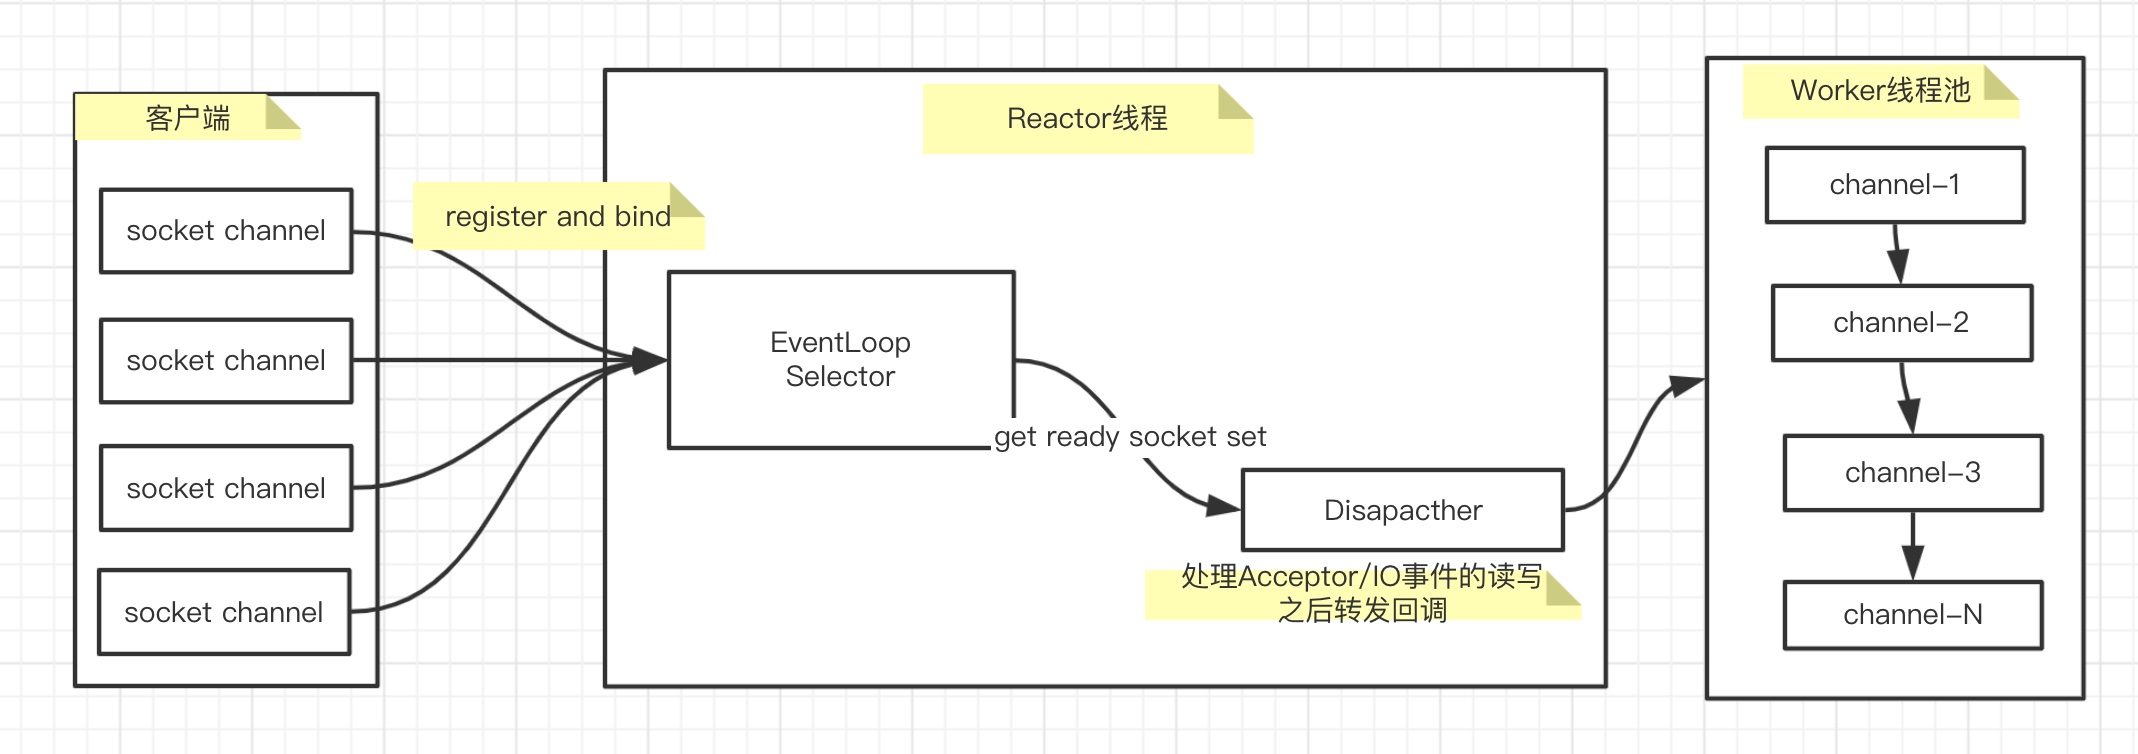 客户端
socket channel
socket channel
socket channel
socket channel
register and bind
Reactor线程
EventLoop
Selector
get ready socket set
Disapacther
处理Acceptor/IO事件的读写
之后转发回调
Worker线程池
channel-1
channel-2
channel-3
channel-N